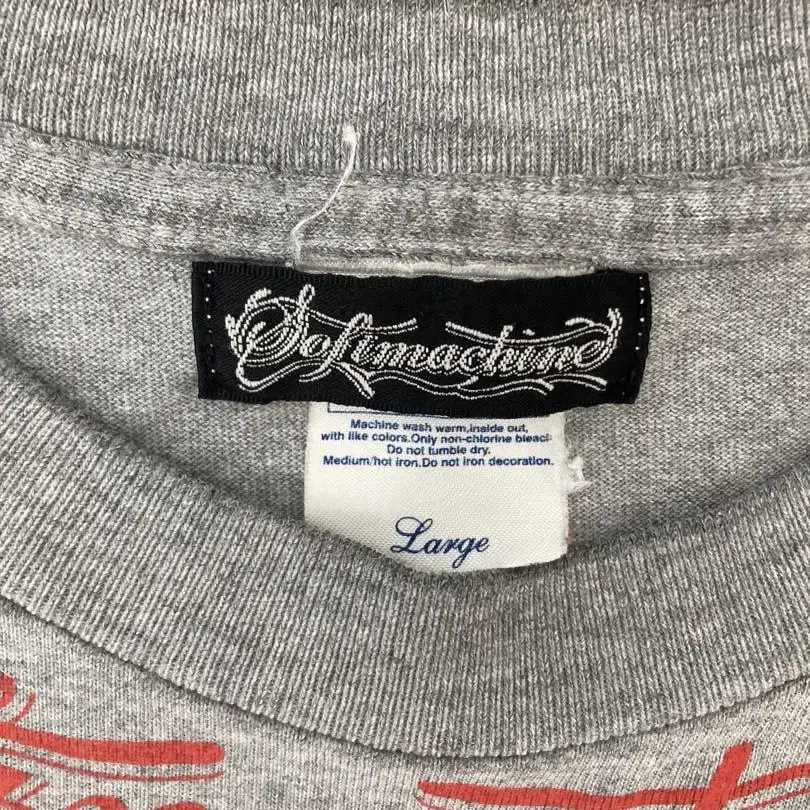 Softmachine
Machine wash warm,inside out,
with like colors.Only non-chlorine bleach
Do not tumble dry.
Medium/hot iron.Do not iron decoration.
Large